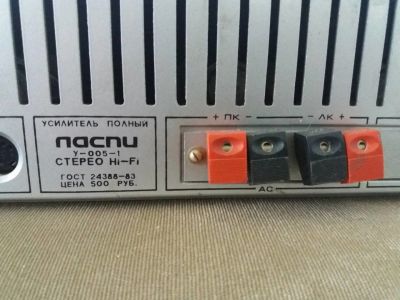 УСИЛИТЕЛЬ ПОЛНЫЙ
ласпи
У-005-1
СТЕРЕО Hi-Fi
ГОСТ 24388-83
ЦЕНА 500 РУБ.
+ ПК -
- ЛК +
АС